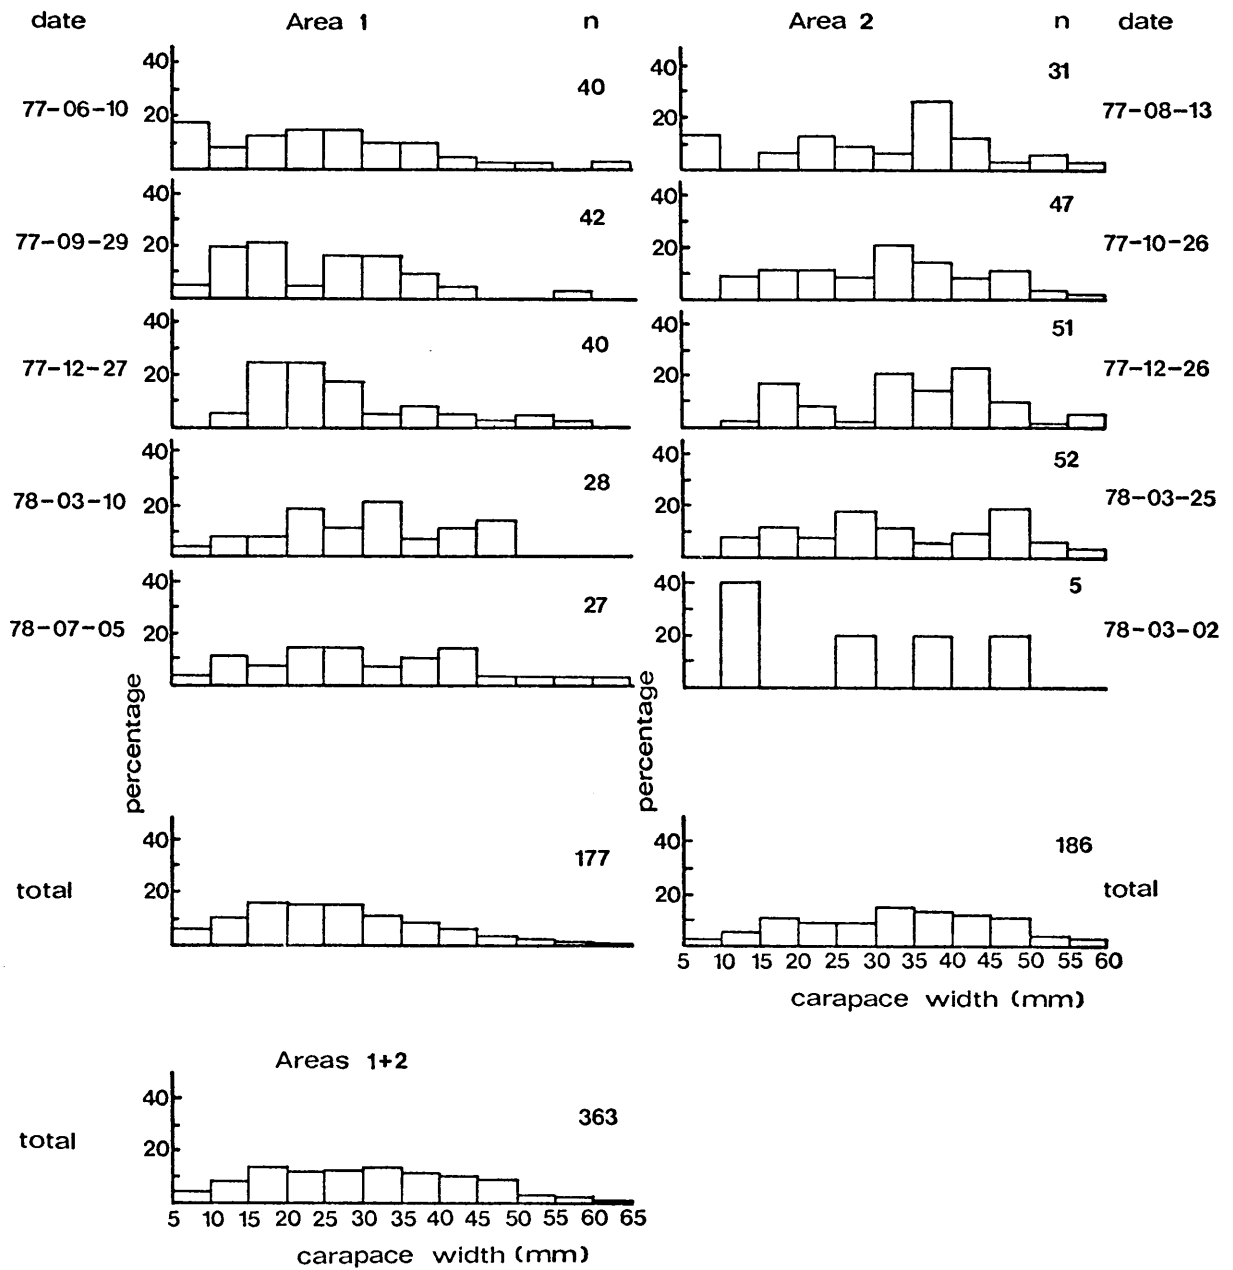 date Area 1 n Area 2 n date
40 40 40 31
77-06-10 20 20 77-08-13
40 42 40 47
77-09-29 20 20 77-10-26
40 40 40 51
77-12-27 20 20 77-12-26
40 28 40 52
78-03-10 20 20 78-03-25
40 27 40 5
78-07-05 20 20 78-03-02
percentage percentage
40 177 40 186
total 20 20 total
5 10 15 20 25 30 35 40 45 50 55 60
carapace width (mm)
Areas 1+2
40 363
total 20
5 10 15 20 25 30 35 40 45 50 55 60 65
carapace width (mm)